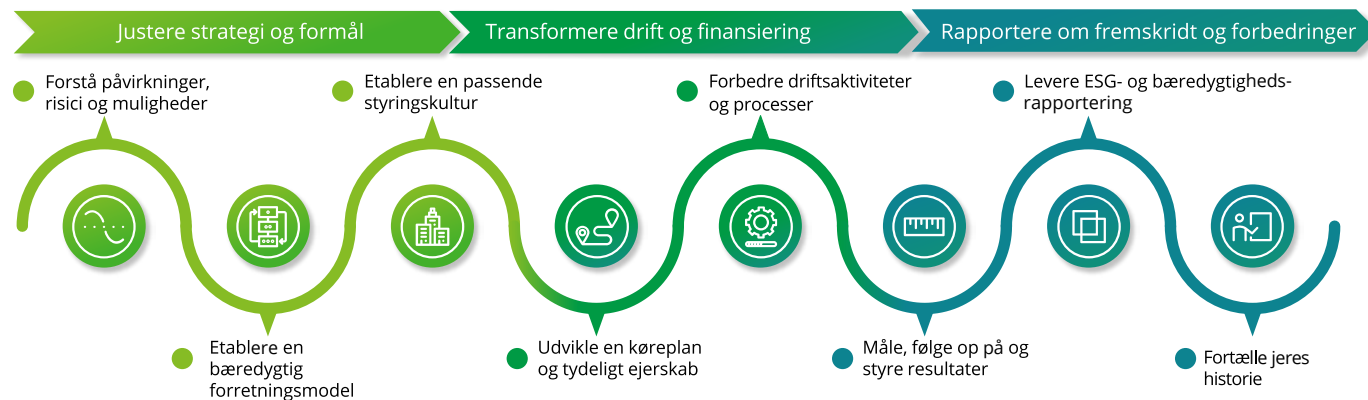 Justere strategi og formål
Transformere drift og finansiering
Rapportere om fremskridt og forbedringer
Forstå påvirkninger,
risici og muligheder
Etablere en passende
styringskultur
Forbedre driftsaktiviteter
og processer
Levere ESG- og bæredygtigheds-
rapportering
Etablere en
bæredygtig
forretningsmodel
Udvikle en køreplan
og tydeligt ejerskab
Måle, følge op på og
styre resultater
Fortælle jeres
historie